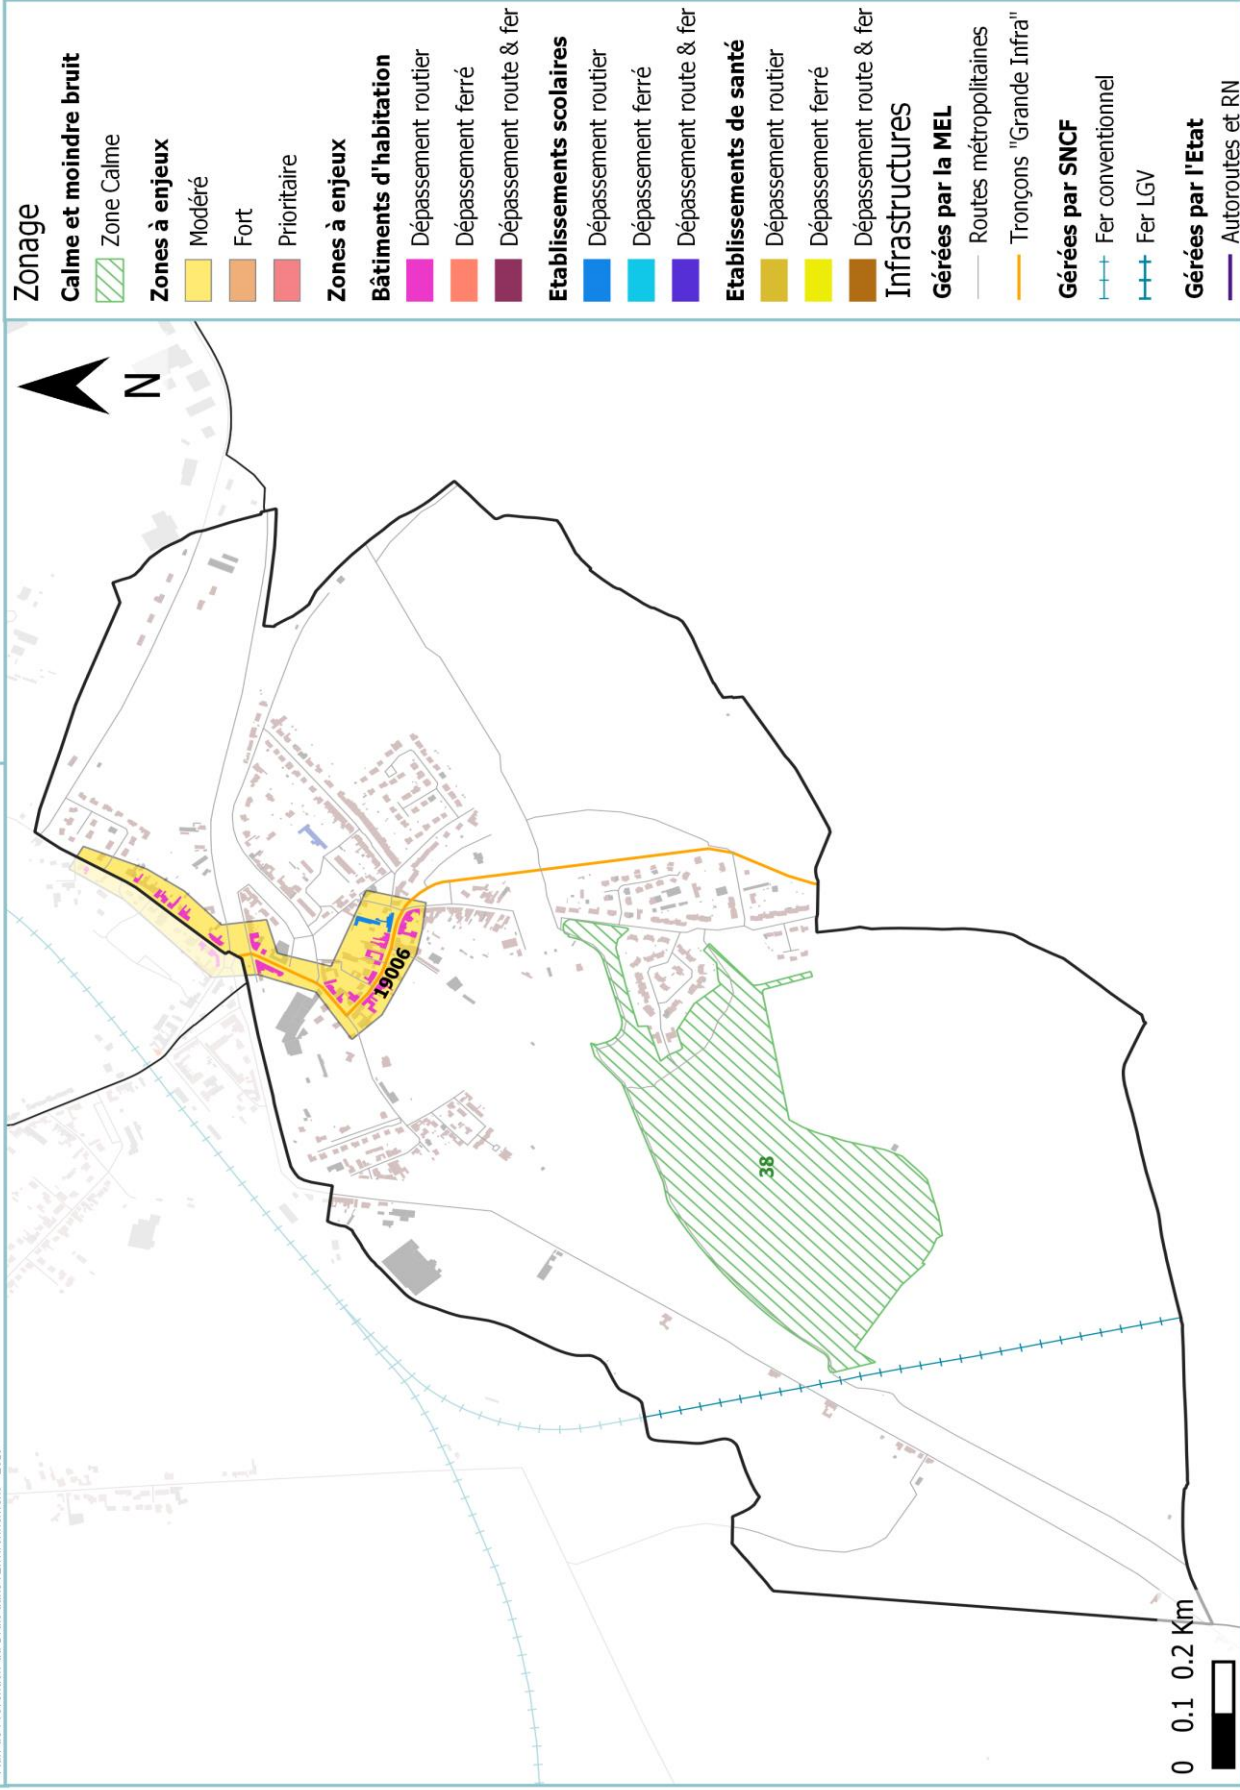 Zonage
Calme et moindre bruit
Zone Calme
Zones à enjeux
Modéré
Fort
Prioritaire
Zones à enjeux
Bâtiments d'habitation
Dépassement routier
Dépassement ferré
Dépassement route & fer
Etablissements scolaires
Dépassement routier
Dépassement ferré
Dépassement route & fer
Etablissements de santé
Dépassement routier
Dépassement ferré
Dépassement route & fer
Infrastructures
Gérées par la MEL
Routes métropolitaines
Tronçons "Grande Infra"
Gérées par SNCF
Fer conventionnel
Fer LGV
Gérées par l'Etat
Autoroutes et RN
N
19006
38
0 0.1 0.2 Km